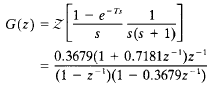 G(z) = 𝒵[ (1 − e^{−Ts})/s · 1/(s(s + 1)) ]
= 0.3679(1 + 0.7181z^{−1})z^{−1} / ((1 − z^{−1})(1 − 0.3679z^{−1}))